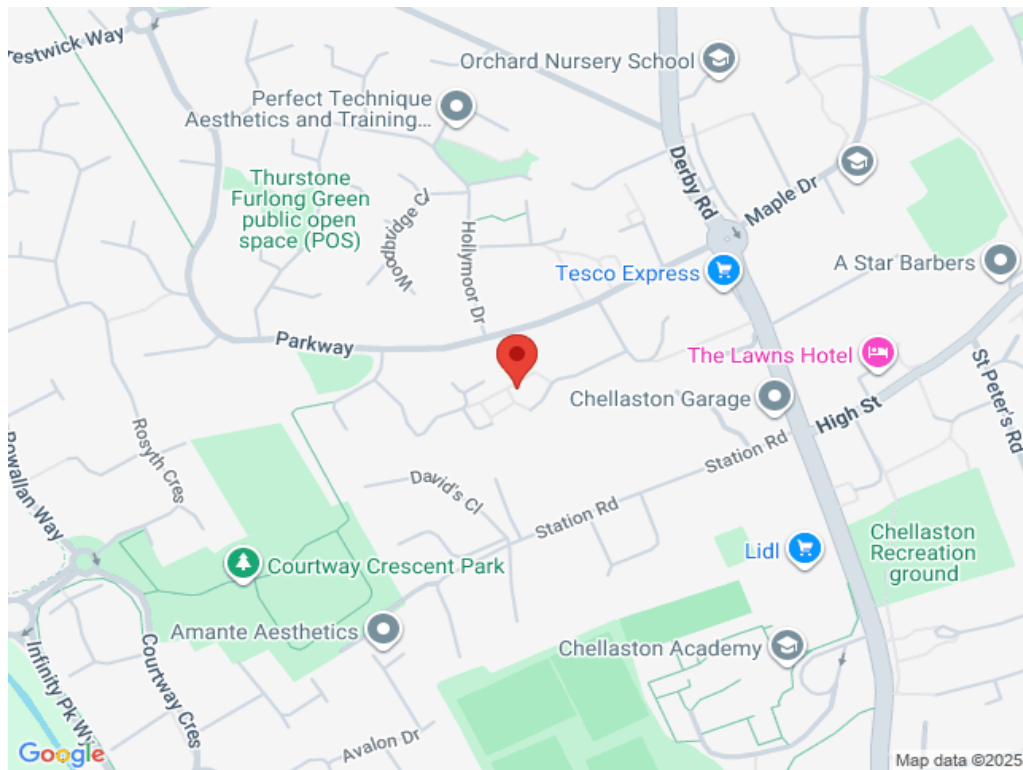 restwick Way
Orchard Nursery School
Perfect Technique
Aesthetics and Training...
Derby Rd
Maple Dr
Thurstone
Furlong Green
public open
space (POS)
Woodbridge Cl
Hollymoor Dr
A Star Barbers
Tesco Express
Parkway
The Lawns Hotel
St Peter's Rd
Chellaston Garage
High St
Rosyth Cres
Rowallan Way
Station Rd
David's Cl
Station Rd
Chellaston
Recreation
ground
Lidl
Courtway Crescent Park
Amante Aesthetics
Chellaston Academy
Infinity Pk Wy
Courtway Cres
Avalon Dr
Google
Map data ©2025